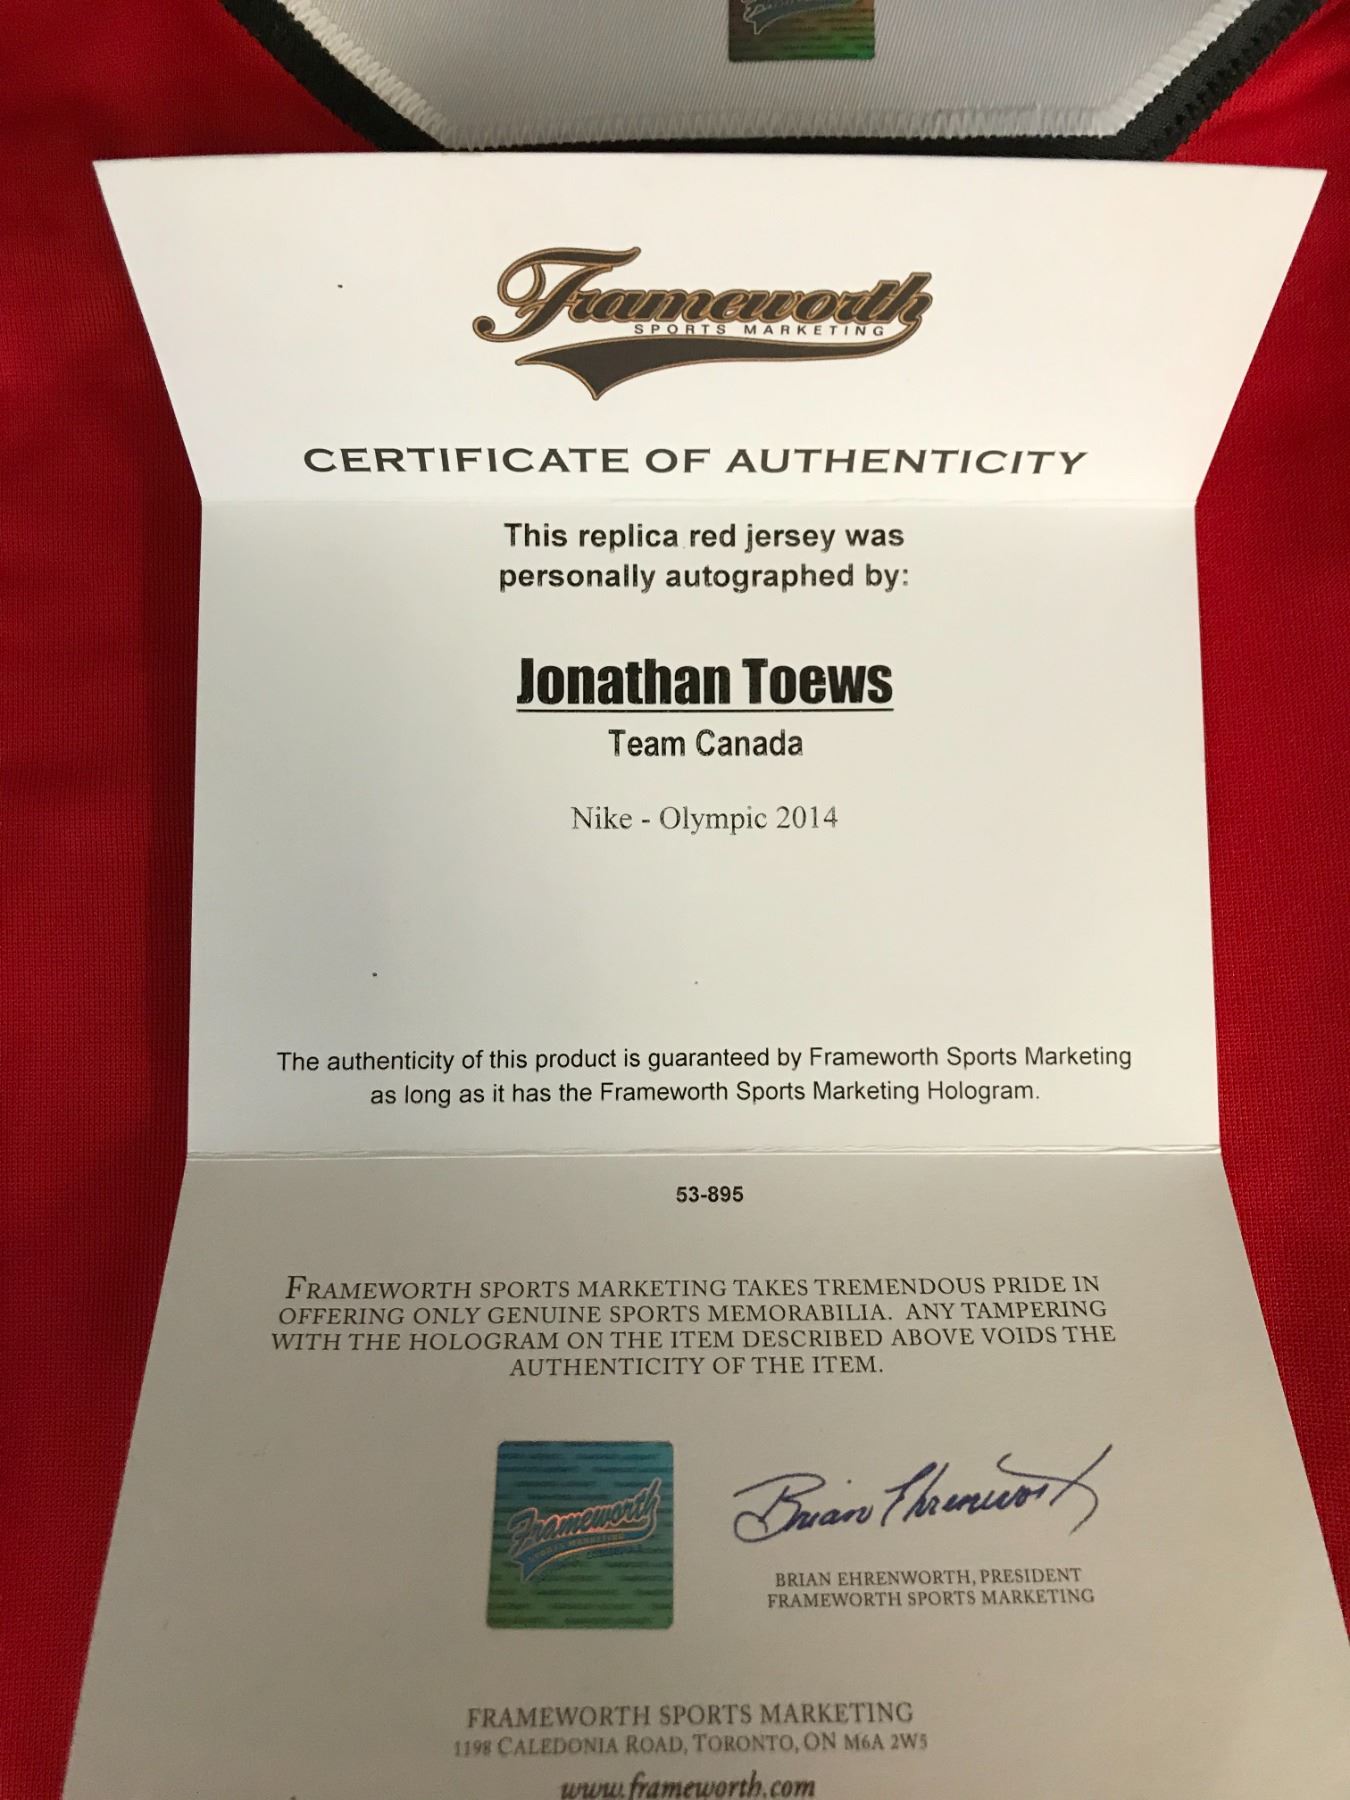 Frameworth
SPORTS MARKETING
CERTIFICATE OF AUTHENTICITY
This replica red jersey was
personally autographed by:
Jonathan Toews
Team Canada
Nike - Olympic 2014
The authenticity of this product is guaranteed by Frameworth Sports Marketing
as long as it has the Frameworth Sports Marketing Hologram.
53-895
FRAMEWORTH SPORTS MARKETING TAKES TREMENDOUS PRIDE IN
OFFERING ONLY GENUINE SPORTS MEMORABILIA. ANY TAMPERING
WITH THE HOLOGRAM ON THE ITEM DESCRIBED ABOVE VOIDS THE
AUTHENTICITY OF THE ITEM.
Frameworth
SPORTS MARKETING
Brian Ehrenworth
BRIAN EHRENWORTH, PRESIDENT
FRAMEWORTH SPORTS MARKETING
FRAMEWORTH SPORTS MARKETING
1198 CALEDONIA ROAD, TORONTO, ON M6A 2W5
www.frameworth.com